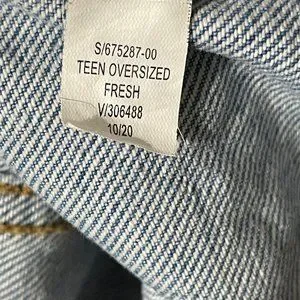 S/675287-00
TEEN OVERSIZED
FRESH
V/306488
10/20